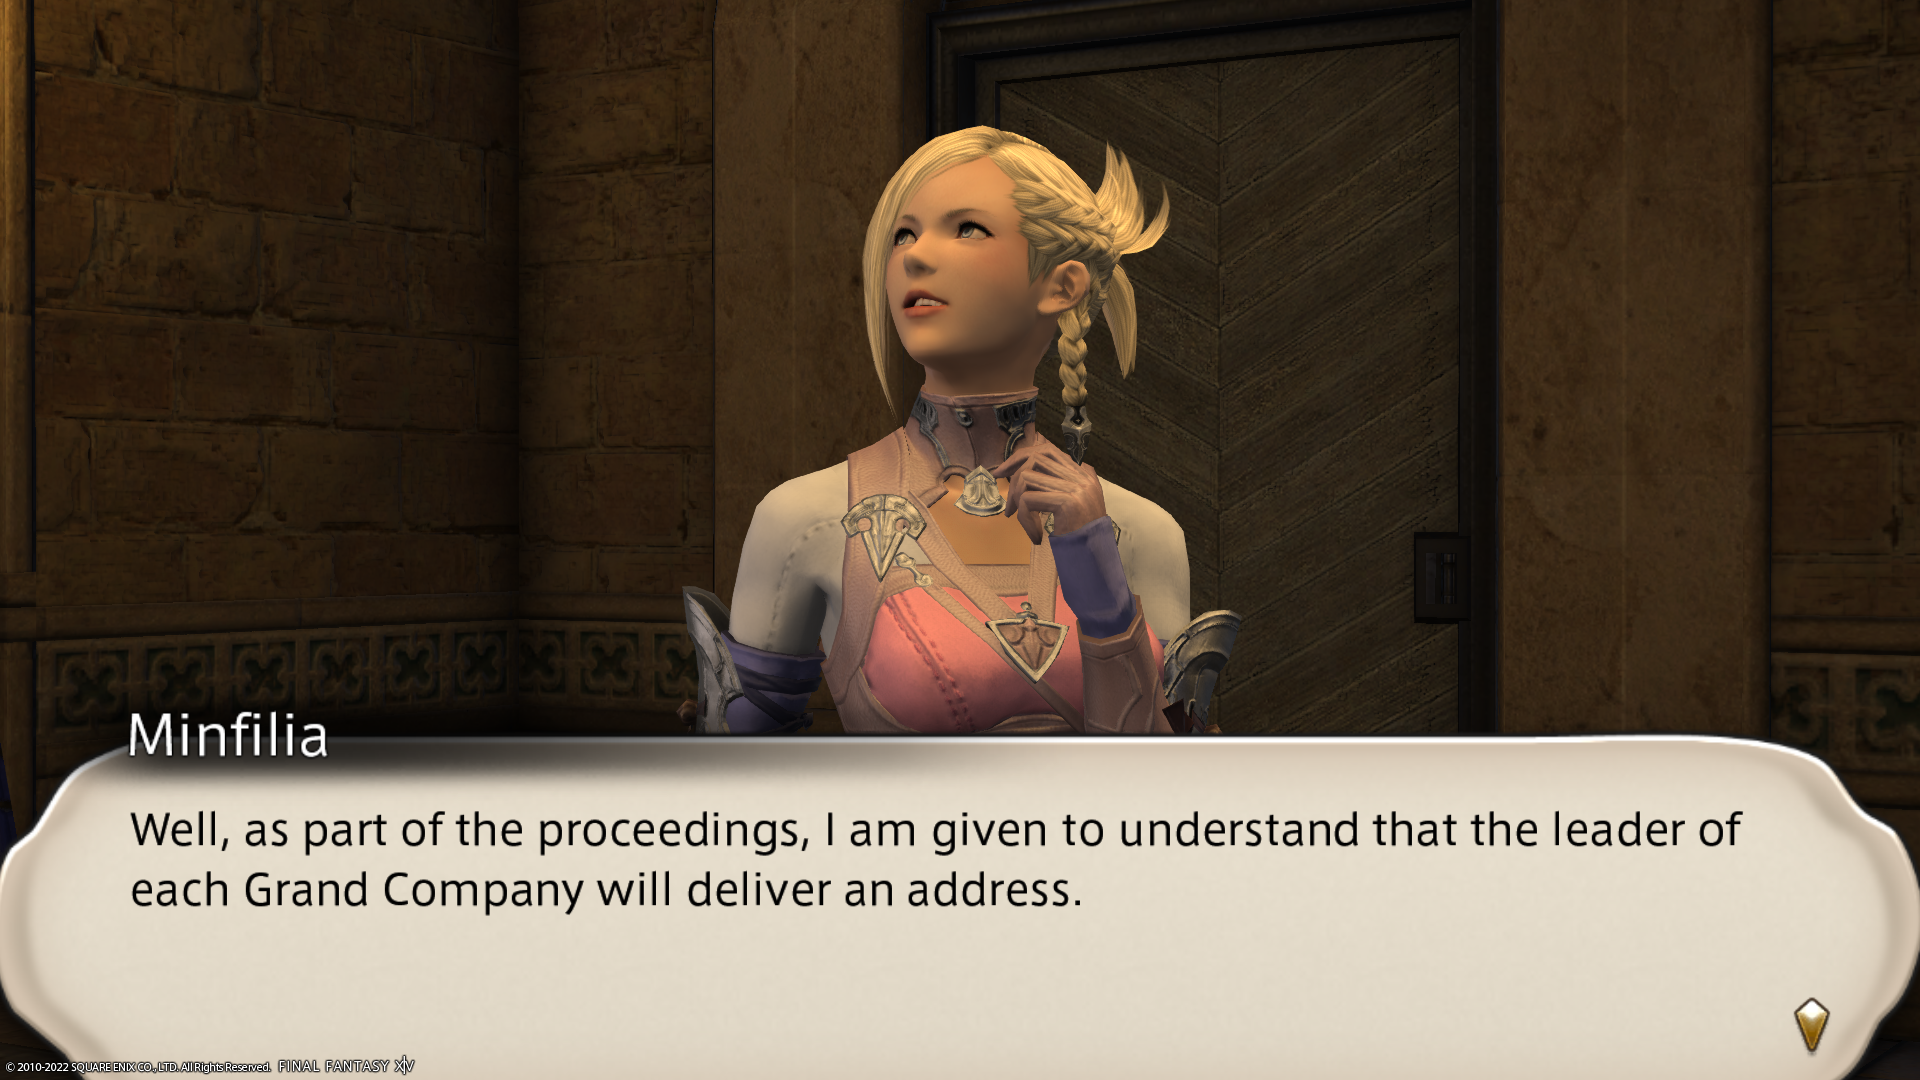 Minfilia
Well, as part of the proceedings, I am given to understand that the leader of
each Grand Company will deliver an address.
© 2010-2022 SQUARE ENIX CO., LTD. All Rights Reserved. FINAL FANTASY XIV